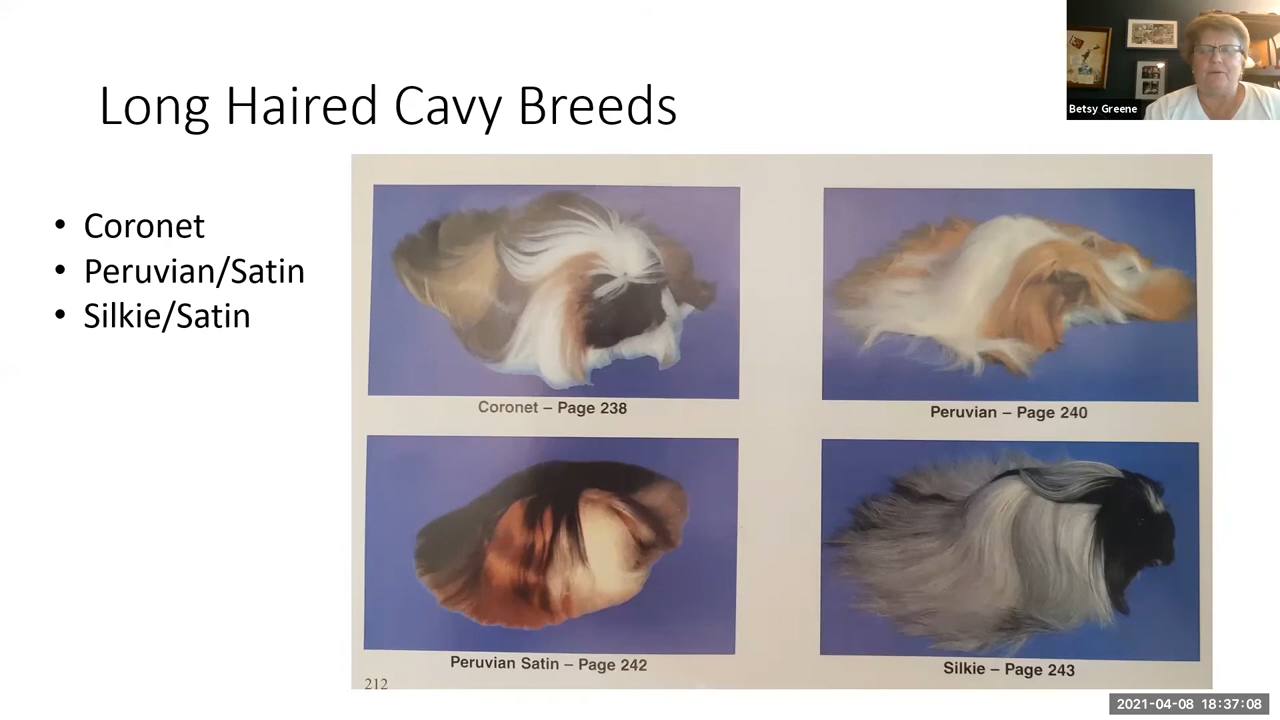 Betsy Greene
Long Haired Cavy Breeds
• Coronet
• Peruvian/Satin
• Silkie/Satin
Coronet – Page 238
Peruvian – Page 240
Peruvian Satin – Page 242
Silkie – Page 243
212
2021-04-08 18:37:08